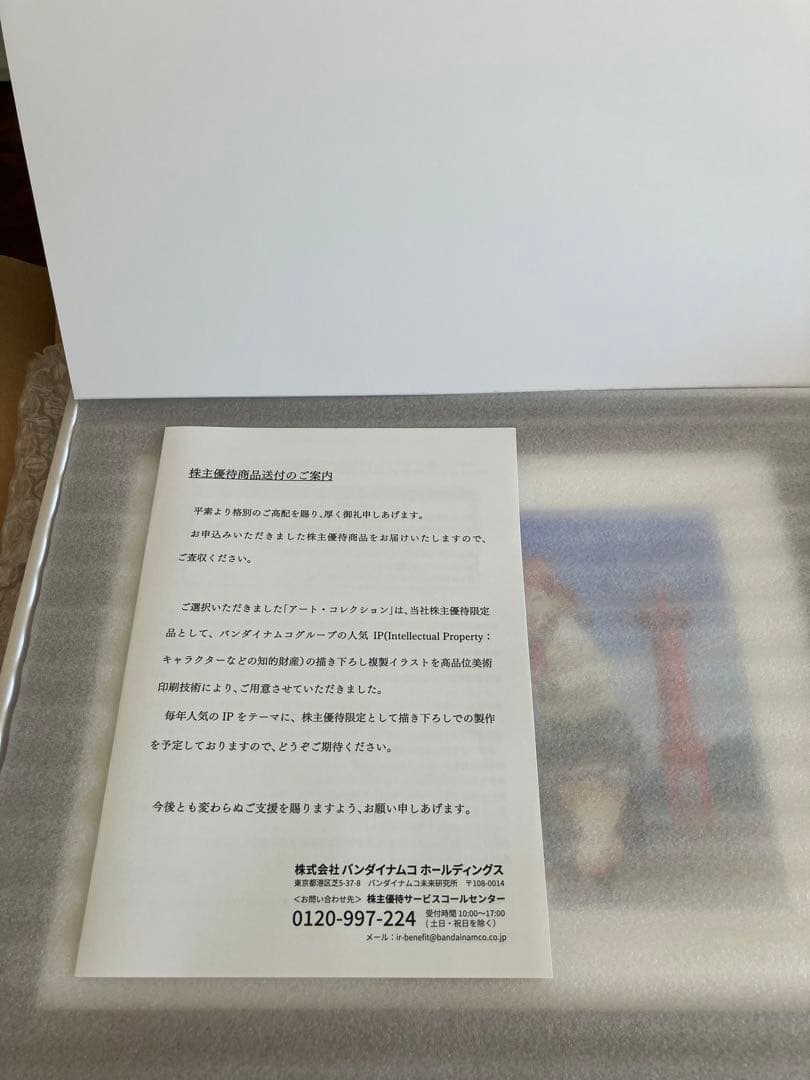 株主優待商品送付のご案内
平素より格別のご高配を賜り、厚く御礼申しあげます。
お申込みいただきました株主優待商品をお届けいたしますので、
ご査収ください。
ご選択いただきました「アート・コレクション」は、当社株主優待限定
品として、バンダイナムコグループの人気 IP(Intellectual Property：
キャラクターなどの知的財産)の描き下ろし複製イラストを高品位美術
印刷技術により、ご用意させていただきました。
毎年人気の IP をテーマに、株主優待限定として描き下ろしでの製作
を予定しておりますので、どうぞご期待ください。
今後とも変わらぬご支援を賜りますよう、お願い申しあげます。
株式会社 バンダイナムコ ホールディングス
東京都港区芝5-37-8 バンダイナムコ未来研究所 〒108-0014
＜お問い合わせ先＞ 株主優待サービスコールセンター
0120-997-224 受付時間 10:00～17:00
(土日・祝日を除く)
メール：ir-benefit@bandainamco.co.jp